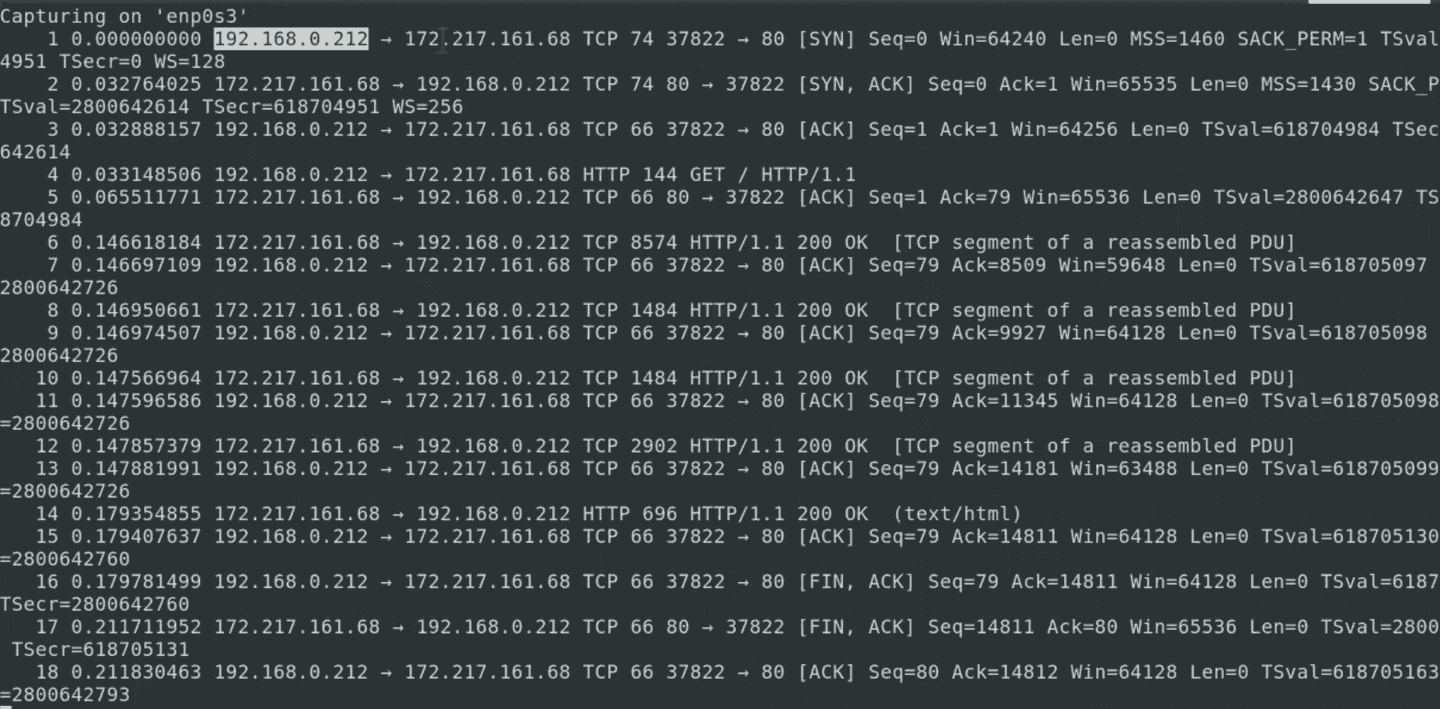 Capturing on 'enp0s3'
1 0.000000000 192.168.0.212 → 172.217.161.68 TCP 74 37822 → 80 [SYN] Seq=0 Win=64240 Len=0 MSS=1460 SACK_PERM=1 TSval
4951 TSecr=0 WS=128
2 0.032764025 172.217.161.68 → 192.168.0.212 TCP 74 80 → 37822 [SYN, ACK] Seq=0 Ack=1 Win=65535 Len=0 MSS=1430 SACK_P
TSval=2800642614 TSecr=618704951 WS=256
3 0.032888157 192.168.0.212 → 172.217.161.68 TCP 66 37822 → 80 [ACK] Seq=1 Ack=1 Win=64256 Len=0 TSval=618704984 TSec
642614
4 0.033148506 192.168.0.212 → 172.217.161.68 HTTP 144 GET / HTTP/1.1
5 0.065511771 172.217.161.68 → 192.168.0.212 TCP 66 80 → 37822 [ACK] Seq=1 Ack=79 Win=65536 Len=0 TSval=2800642647 TS
8704984
6 0.146618184 172.217.161.68 → 192.168.0.212 TCP 8574 HTTP/1.1 200 OK [TCP segment of a reassembled PDU]
7 0.146697109 192.168.0.212 → 172.217.161.68 TCP 66 37822 → 80 [ACK] Seq=79 Ack=8509 Win=59648 Len=0 TSval=618705097
2800642726
8 0.146950661 172.217.161.68 → 192.168.0.212 TCP 1484 HTTP/1.1 200 OK [TCP segment of a reassembled PDU]
9 0.146974507 192.168.0.212 → 172.217.161.68 TCP 66 37822 → 80 [ACK] Seq=79 Ack=9927 Win=64128 Len=0 TSval=618705098
2800642726
10 0.147566964 172.217.161.68 → 192.168.0.212 TCP 1484 HTTP/1.1 200 OK [TCP segment of a reassembled PDU]
11 0.147596586 192.168.0.212 → 172.217.161.68 TCP 66 37822 → 80 [ACK] Seq=79 Ack=11345 Win=64128 Len=0 TSval=618705098
=2800642726
12 0.147857379 172.217.161.68 → 192.168.0.212 TCP 2902 HTTP/1.1 200 OK [TCP segment of a reassembled PDU]
13 0.147881991 192.168.0.212 → 172.217.161.68 TCP 66 37822 → 80 [ACK] Seq=79 Ack=14181 Win=63488 Len=0 TSval=618705099
=2800642726
14 0.179354855 172.217.161.68 → 192.168.0.212 HTTP 696 HTTP/1.1 200 OK (text/html)
15 0.179407637 192.168.0.212 → 172.217.161.68 TCP 66 37822 → 80 [ACK] Seq=79 Ack=14811 Win=64128 Len=0 TSval=618705130
=2800642760
16 0.179781499 192.168.0.212 → 172.217.161.68 TCP 66 37822 → 80 [FIN, ACK] Seq=79 Ack=14811 Win=64128 Len=0 TSval=6187
TSecr=2800642760
17 0.211711952 172.217.161.68 → 192.168.0.212 TCP 66 80 → 37822 [FIN, ACK] Seq=14811 Ack=80 Win=65536 Len=0 TSval=2800
TSecr=618705131
18 0.211830463 192.168.0.212 → 172.217.161.68 TCP 66 37822 → 80 [ACK] Seq=80 Ack=14812 Win=64128 Len=0 TSval=618705163
=2800642793